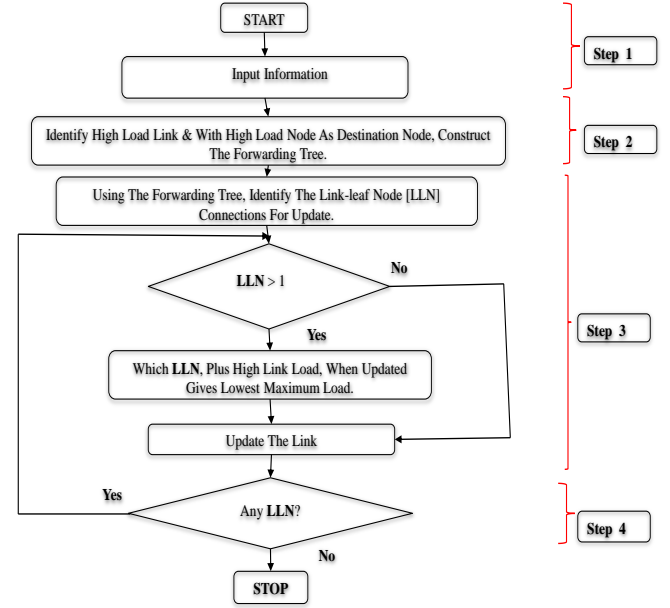 START
Step 1
Input Information
Identify High Load Link & With High Load Node As Destination Node, Construct
The Forwarding Tree.
Step 2
Using The Forwarding Tree, Identify The Link-leaf Node [LLN]
Connections For Update.
LLN > 1
No
Yes
Step 3
Which LLN, Plus High Link Load, When Updated
Gives Lowest Maximum Load.
Update The Link
Yes
Any LLN?
Step 4
No
STOP